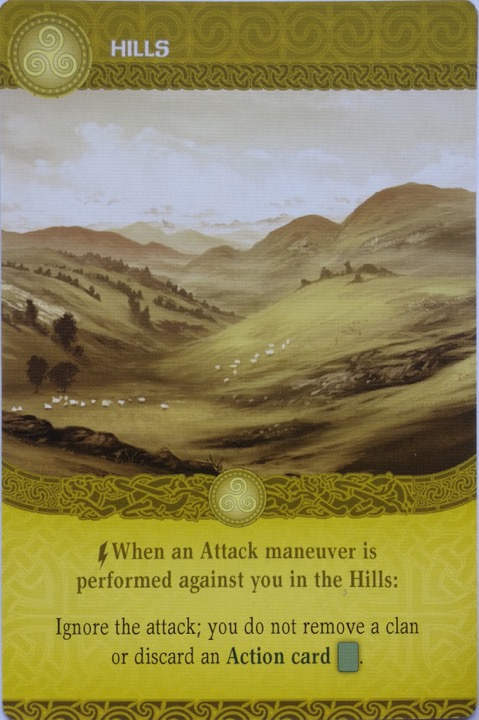 HILLS
When an Attack maneuver is
performed against you in the Hills:
Ignore the attack; you do not remove a clan
or discard an Action card .